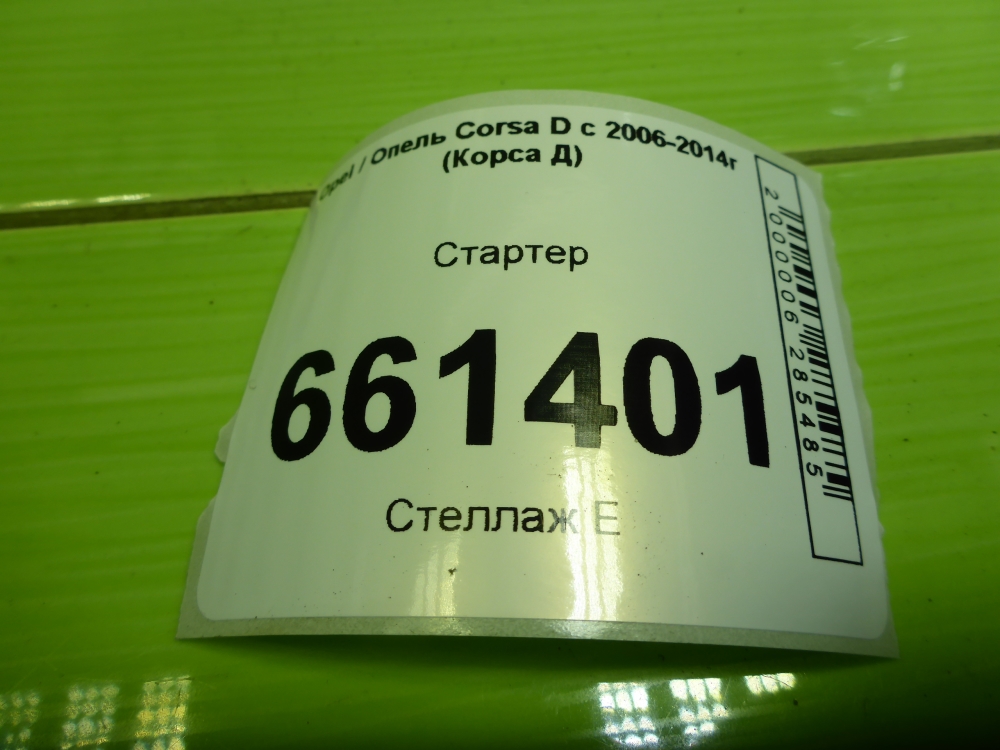 Opel / Опель Corsa D с 2006-2014г
(Корса Д)
Стартер
661401
Стеллаж Е
2000006285485